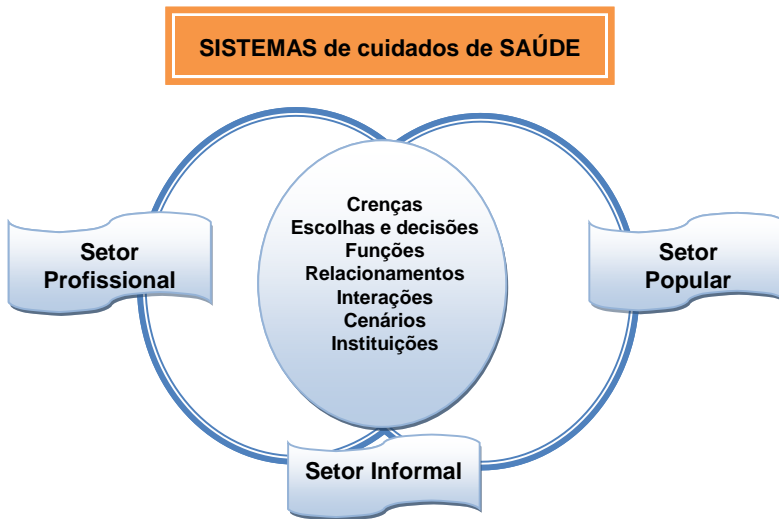 SISTEMAS de cuidados de SAÚDE
Crenças
Escolhas e decisões
Funções
Relacionamentos
Interações
Cenários
Instituições
Setor
Profissional
Setor
Popular
Setor Informal